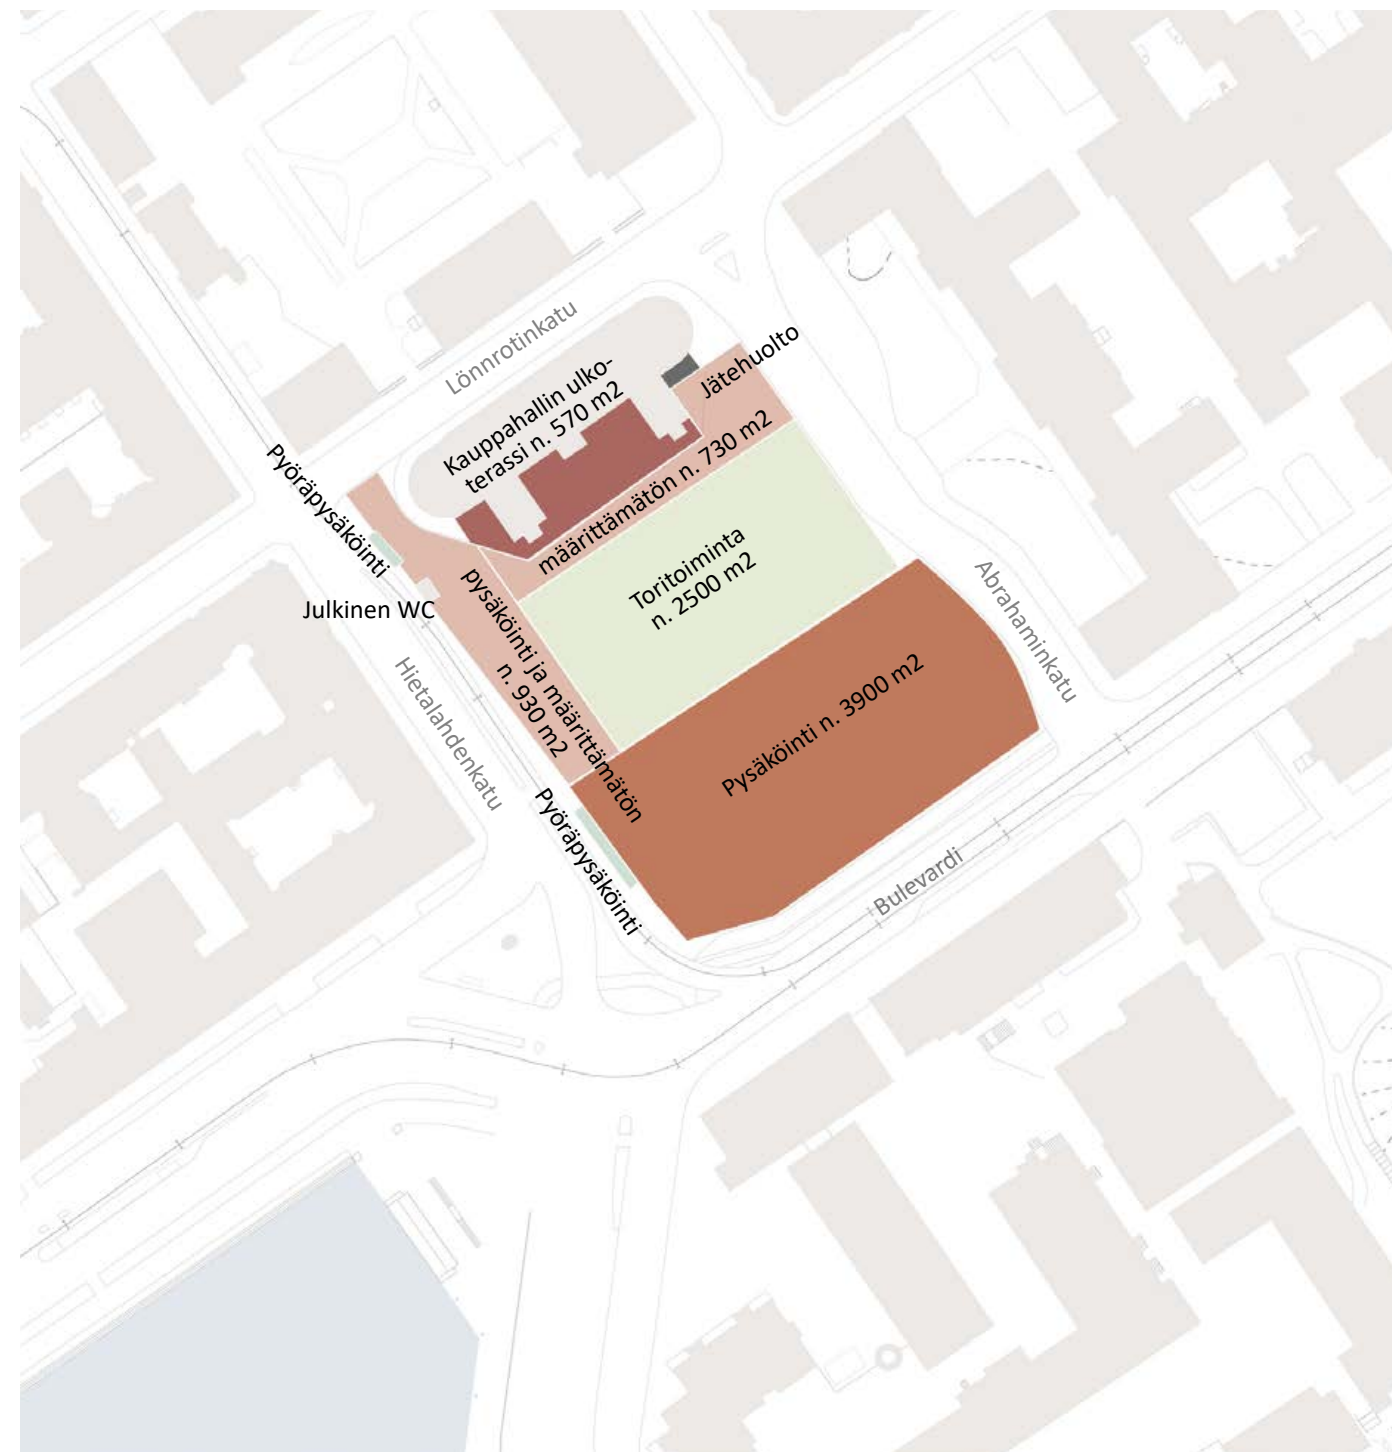 Lönnrotinkatu
Jätehuolto
Kauppahallin ulko-
terassi n. 570 m2
määrittämätön n. 730 m2
Pyöräpysäköinti
Julkinen WC
Toritoiminta
n. 2500 m2
pysäköinti ja määrittämätön
n. 930 m2
Abrahaminkatu
Hietalahdenkatu
Pysäköinti n. 3900 m2
Pyöräpysäköinti
Bulevardi